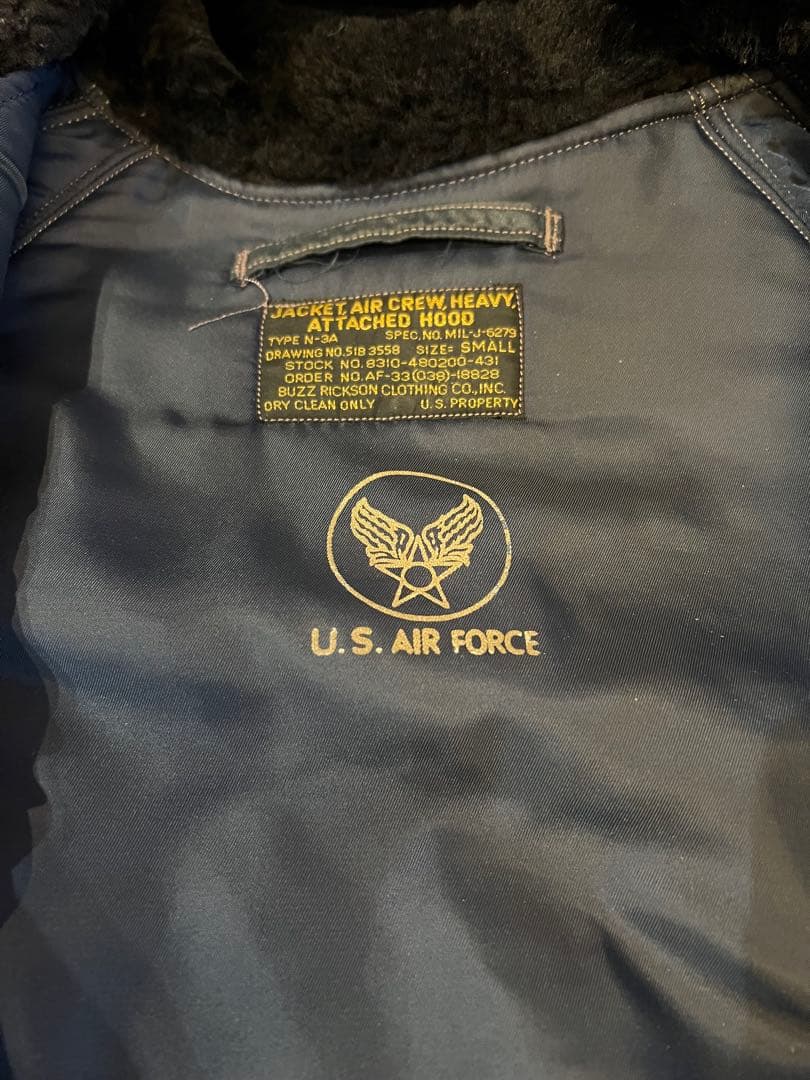 JACKET, AIR CREW, HEAVY,
ATTACHED HOOD
TYPE N-3A SPEC, NO. MIL-J-6279
DRAWING NO. 51B 3558 SIZE= SMALL
STOCK NO. 8310-480200-431
ORDER NO. AF-33 (038)-18828
BUZZ RICKSON CLOTHING CO., INC.
DRY CLEAN ONLY U.S. PROPERTY
U.S. AIR FORCE